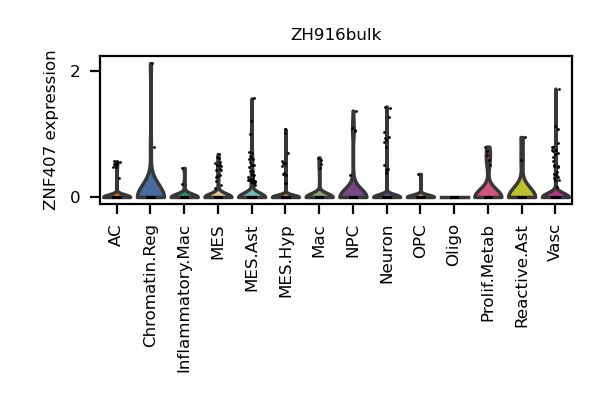 ZH916bulk
ZNF407 expression
2
0
AC
Chromatin.Reg
Inflammatory.Mac
MES
MES.Ast
MES.Hyp
Mac
NPC
Neuron
OPC
Oligo
Prolif.Metab
Reactive.Ast
Vasc